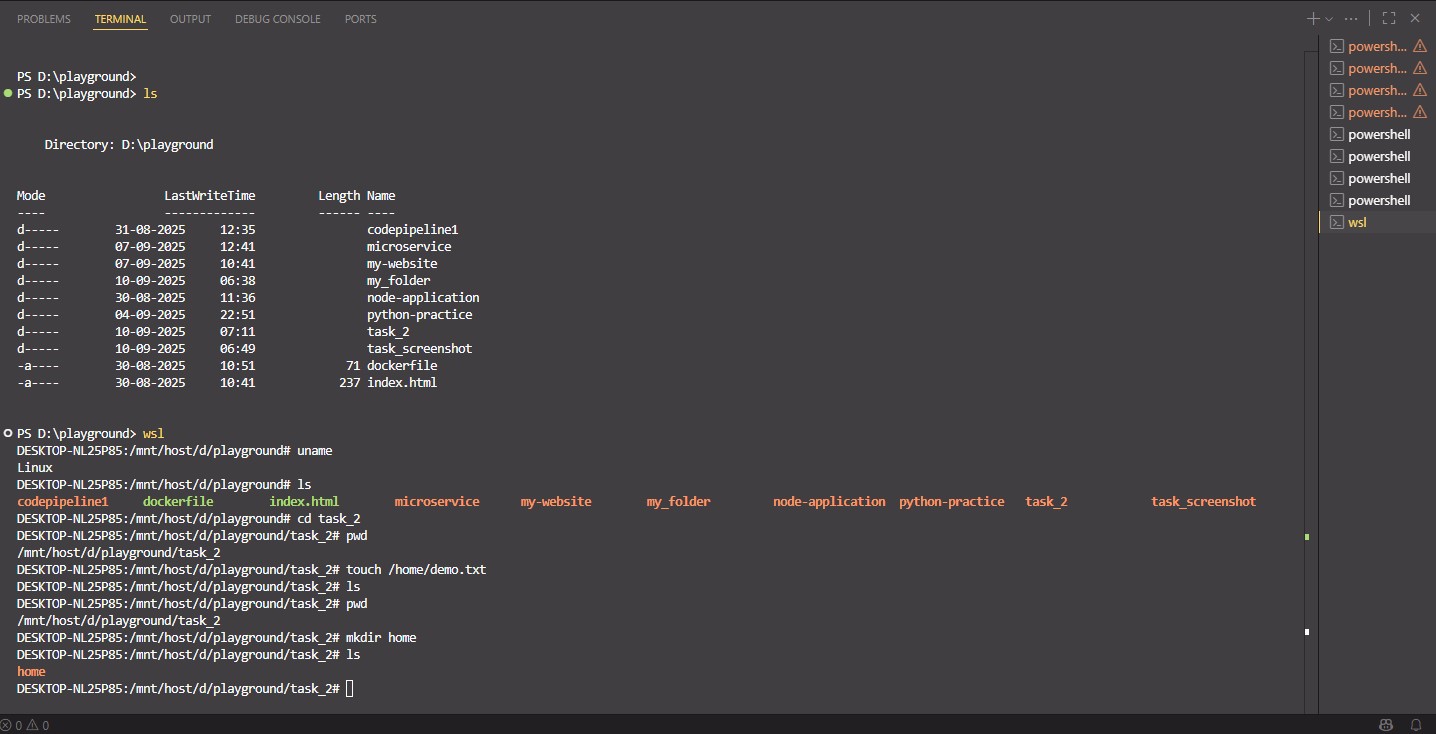 PROBLEMS TERMINAL OUTPUT DEBUG CONSOLE PORTS
PS D:\playground>
PS D:\playground> ls
Directory: D:\playground
Mode LastWriteTime Length Name
---- ------------- ------ ----
d----- 31-08-2025 12:35 codepipeline1
d----- 07-09-2025 12:41 microservice
d----- 07-09-2025 10:41 my-website
d----- 10-09-2025 06:38 my_folder
d----- 30-08-2025 11:36 node-application
d----- 04-09-2025 22:51 python-practice
d----- 10-09-2025 07:11 task_2
d----- 10-09-2025 06:49 task_screenshot
-a---- 30-08-2025 10:51 71 dockerfile
-a---- 30-08-2025 10:41 237 index.html
PS D:\playground> wsl
DESKTOP-NL25P85:/mnt/host/d/playground# uname
Linux
DESKTOP-NL25P85:/mnt/host/d/playground# ls
codepipeline1 dockerfile index.html microservice my-website my_folder node-application python-practice task_2 task_screenshot
DESKTOP-NL25P85:/mnt/host/d/playground# cd task_2
DESKTOP-NL25P85:/mnt/host/d/playground/task_2# pwd
/mnt/host/d/playground/task_2
DESKTOP-NL25P85:/mnt/host/d/playground/task_2# touch /home/demo.txt
DESKTOP-NL25P85:/mnt/host/d/playground/task_2# ls
DESKTOP-NL25P85:/mnt/host/d/playground/task_2# pwd
/mnt/host/d/playground/task_2
DESKTOP-NL25P85:/mnt/host/d/playground/task_2# mkdir home
DESKTOP-NL25P85:/mnt/host/d/playground/task_2# ls
home
DESKTOP-NL25P85:/mnt/host/d/playground/task_2#
powersh...
powersh...
powersh...
powersh...
powershell
powershell
powershell
powershell
wsl
0 0